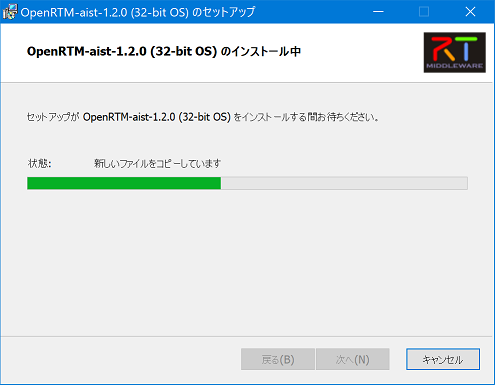 OpenRTM-aist-1.2.0 (32-bit OS) のセットアップ
OpenRTM-aist-1.2.0 (32-bit OS) のインストール中
RT
MIDDLEWARE
セットアップが OpenRTM-aist-1.2.0 (32-bit OS) をインストールする間お待ちください。
状態: 新しいファイルをコピーしています
戻る(B) 次へ(N) キャンセル